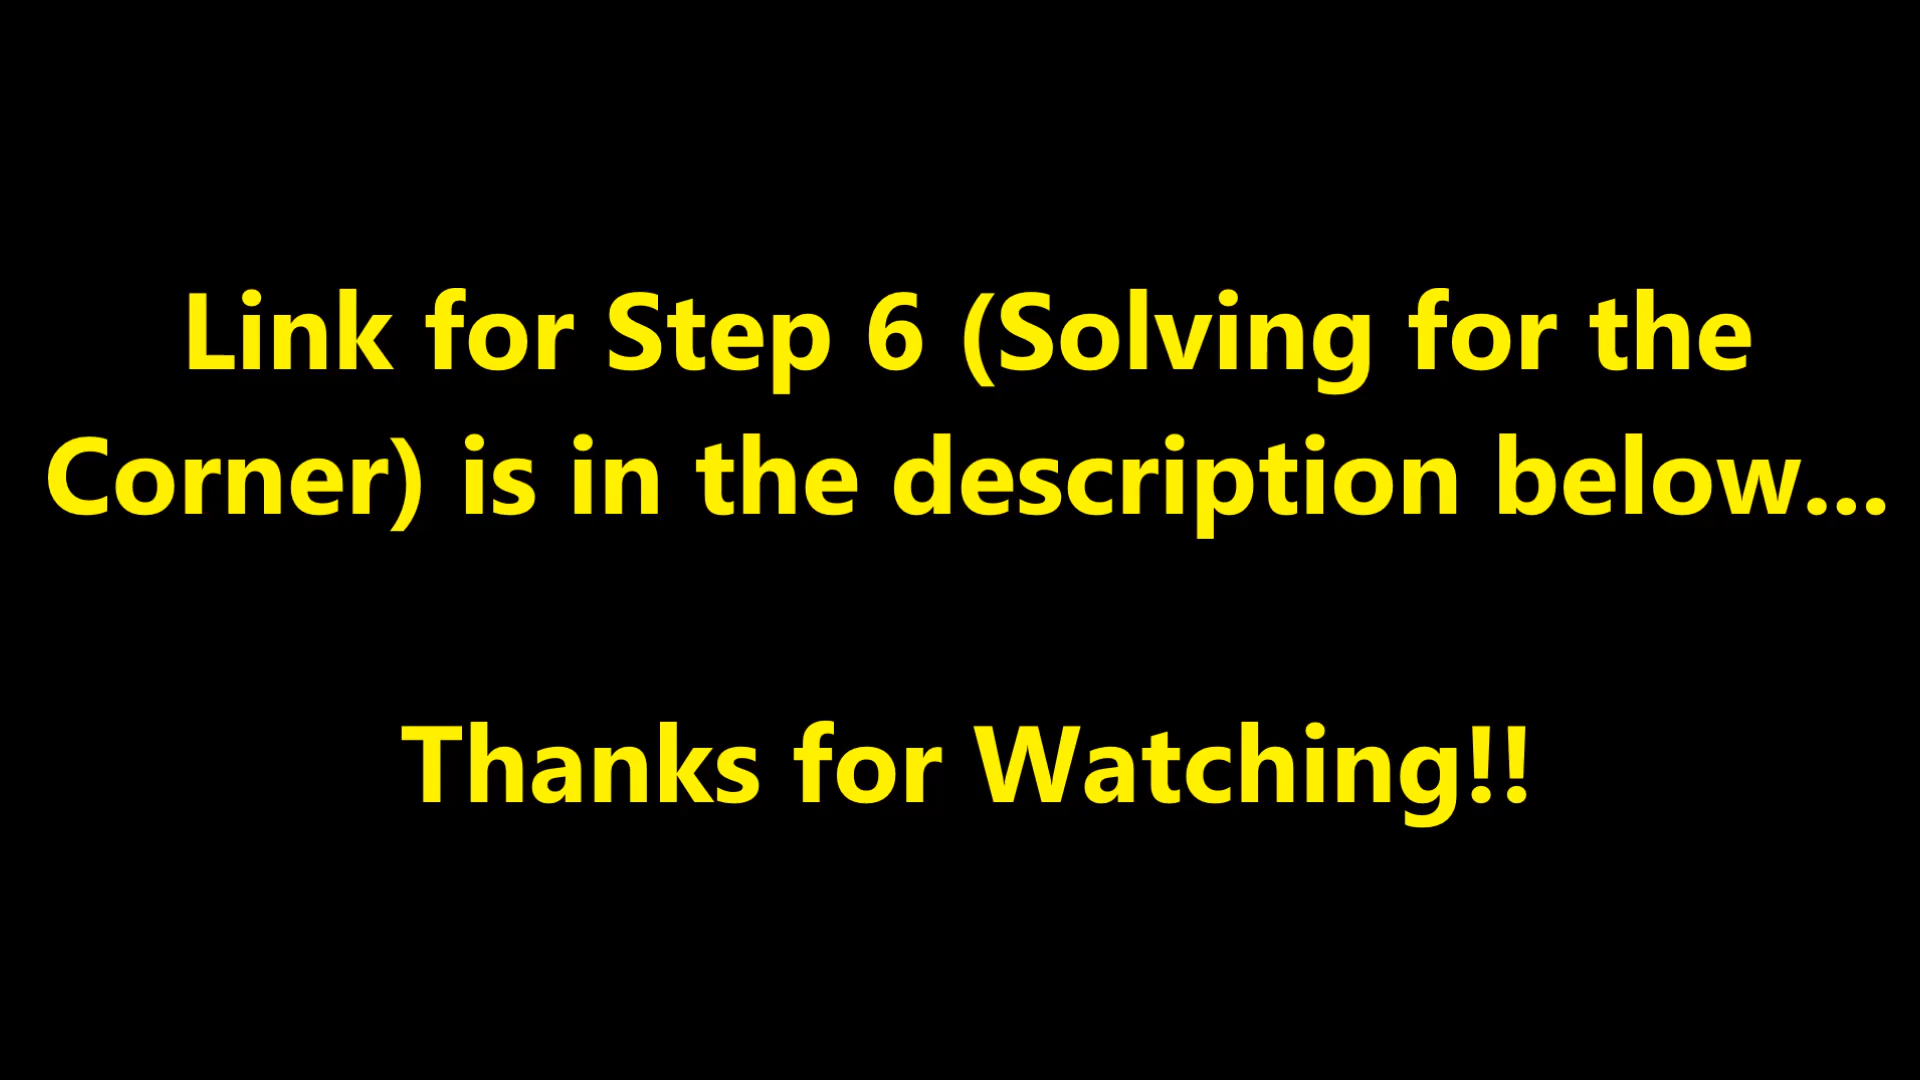 Link for Step 6 (Solving for the
Corner) is in the description below...
Thanks for Watching!!